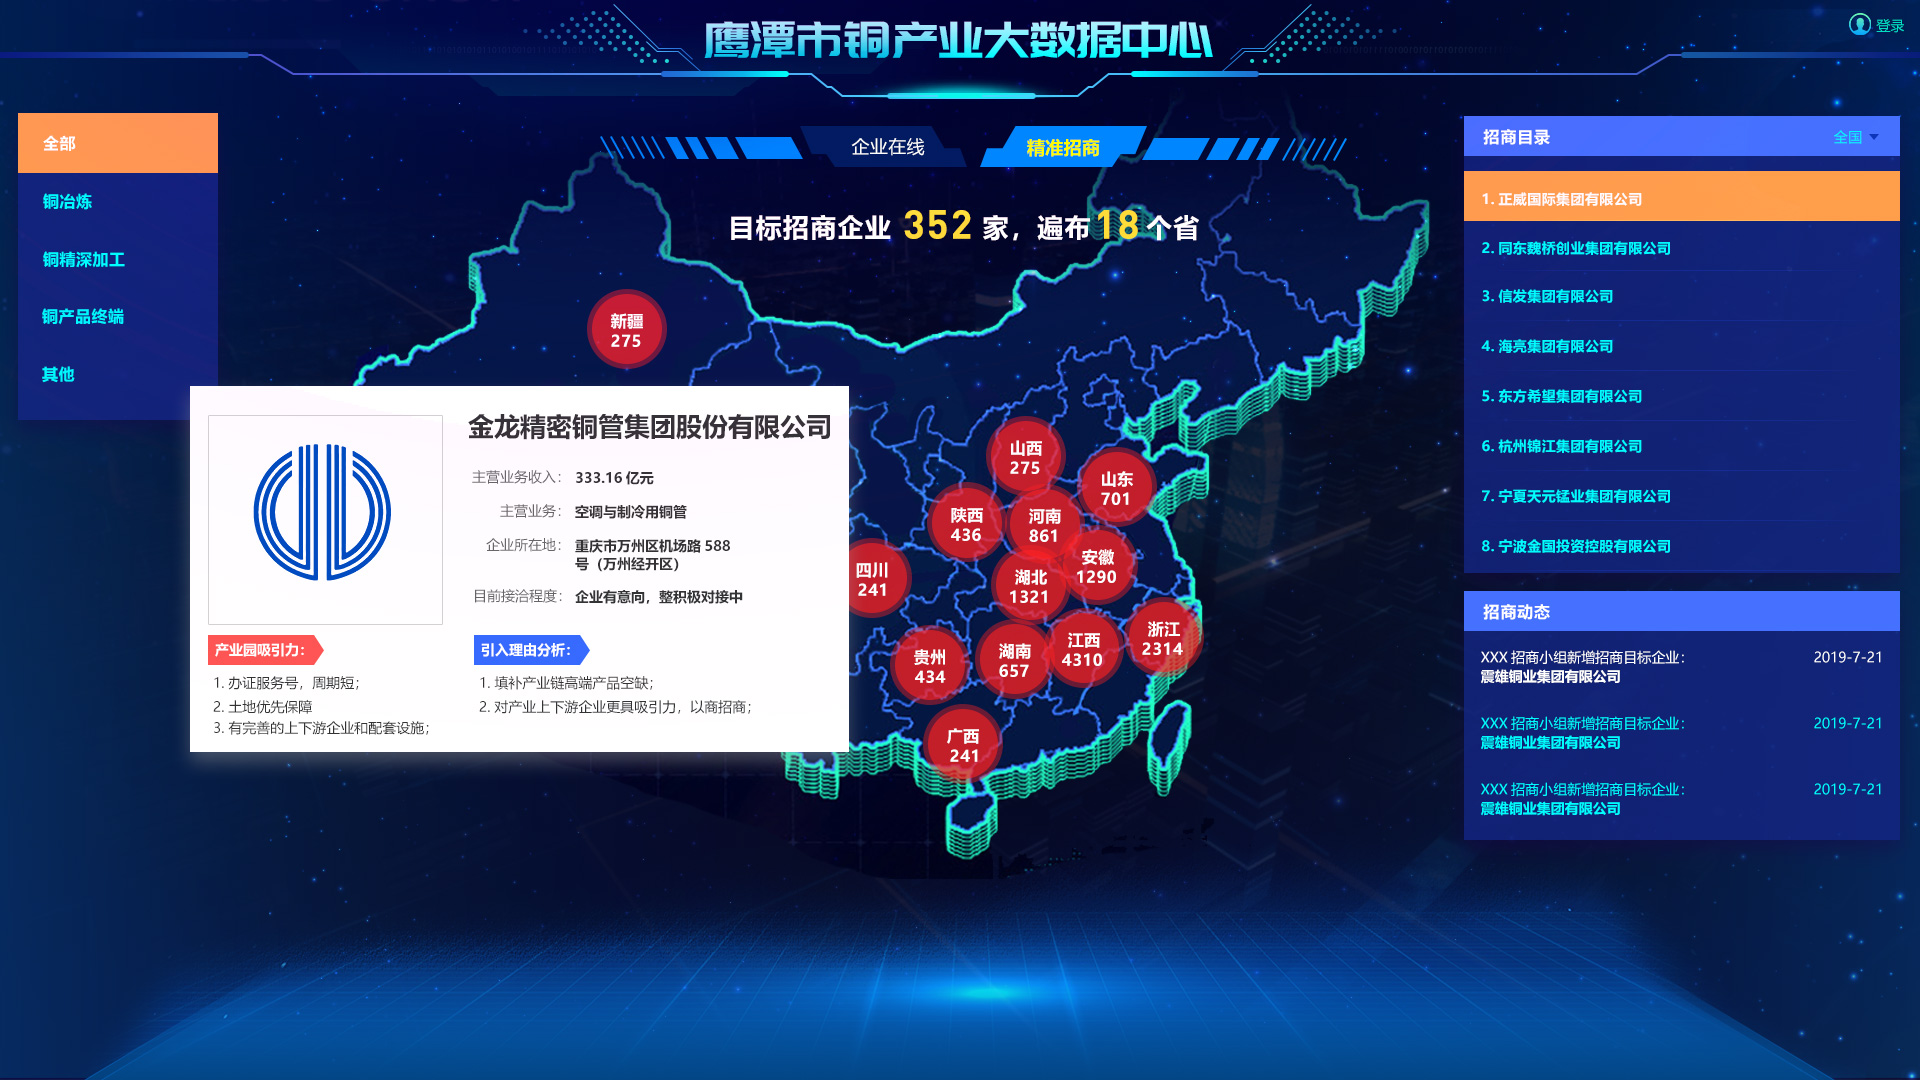 鹰潭市铜产业大数据中心
登录
全部
铜冶炼
铜精深加工
铜产品终端
其他
企业在线
精准招商
目标招商企业 352 家，遍布18个省
新疆
275
山西
275
山东
701
陕西
436
河南
861
安徽
1290
四川
241
湖北
1321
浙江
2314
江西
4310
湖南
657
贵州
434
广西
241
金龙精密铜管集团股份有限公司
主营业务收入： 333.16 亿元
主营业务： 空调与制冷用铜管
企业所在地： 重庆市万州区机场路 588
号（万州经开区）
目前接洽程度： 企业有意向，整积极对接中
产业园吸引力：
1. 办证服务号，周期短；
2. 土地优先保障
3. 有完善的上下游企业和配套设施；
引入理由分析：
1. 填补产业链高端产品空缺；
2. 对产业上下游企业更具吸引力，以商招商；
招商目录
全国
1. 正威国际集团有限公司
2. 同东魏桥创业集团有限公司
3. 信发集团有限公司
4. 海亮集团有限公司
5. 东方希望集团有限公司
6. 杭州锦江集团有限公司
7. 宁夏天元锰业集团有限公司
8. 宁波金国投资控股有限公司
招商动态
XXX 招商小组新增招商目标企业： 2019-7-21
震雄铜业集团有限公司
XXX 招商小组新增招商目标企业： 2019-7-21
震雄铜业集团有限公司
XXX 招商小组新增招商目标企业： 2019-7-21
震雄铜业集团有限公司